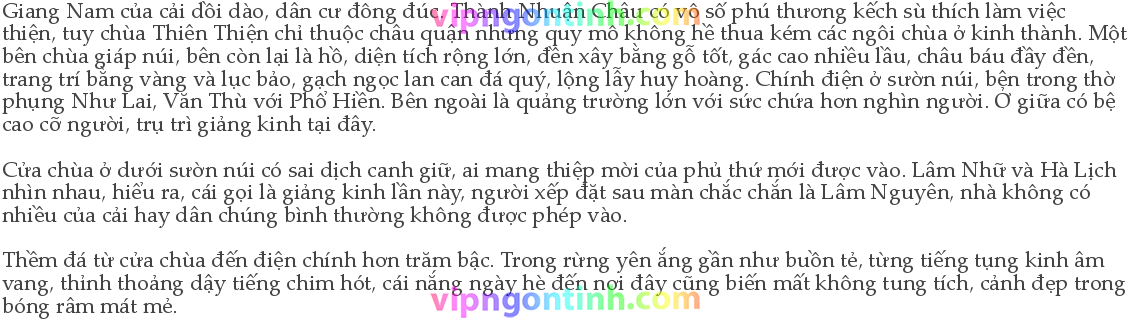 Giang Nam của cải dồi dào, dân cư đông đúc. Thành Nhuận Châu có vô số phú thương kếch sù thích làm việc
thiện, tuy chùa Thiên Thiện chỉ thuộc châu quận nhưng quy mô không hề thua kém các ngôi chùa ở kinh thành. Một
bên chùa giáp núi, bên còn lại là hồ, diện tích rộng lớn, đền xây bằng gỗ tốt, gác cao nhiều lầu, châu báu đầy đền,
trang trí bằng vàng và lục bảo, gạch ngọc lan can đá quý, lộng lẫy huy hoàng. Chính điện ở sườn núi, bên trong thờ
phụng Như Lai, Văn Thù với Phổ Hiền. Bên ngoài là quảng trường lớn với sức chứa hơn nghìn người. Ở giữa có bệ
cao cỡ người, trụ trì giảng kinh tại đây.
vipngontinh.com
vipngontinh.com
Cửa chùa ở dưới sườn núi có sai dịch canh giữ, ai mang thiệp mời của phủ thứ mới được vào. Lâm Nhữ và Hà Lịch
nhìn nhau, hiểu ra, cái gọi là giảng kinh lần này, người xếp đặt sau màn chắc chắn là Lâm Nguyên, nhà không có
nhiều của cải hay dân chúng bình thường không được phép vào.
vipngontinh.com
Thềm đá từ cửa chùa đến điện chính hơn trăm bậc. Trong rừng yên ắng gần như buồn tẻ, từng tiếng tụng kinh âm
vang, thỉnh thoảng dậy tiếng chim hót, cái nắng ngày hè đến nơi đây cũng biến mất không tung tích, cảnh đẹp trong
bóng râm mát mẻ.
vipngontinh.com